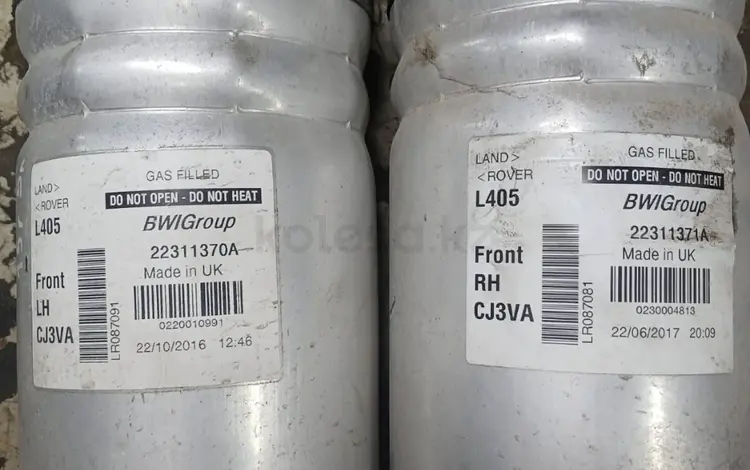 LAND>
<ROVER
L405
GAS FILLED
DO NOT OPEN - DO NOT HEAT
BWIGroup
22311370A
Made in UK
Front
LH
CJ3VA
LR087091
0220010991
22/10/2016 12:46
LAND>
<ROVER
L405
GAS FILLED
DO NOT OPEN - DO NOT HEAT
BWIGroup
22311371A
Made in UK
Front
RH
CJ3VA
LR087081
0230004813
22/06/2017 20:09
kolesa.kz